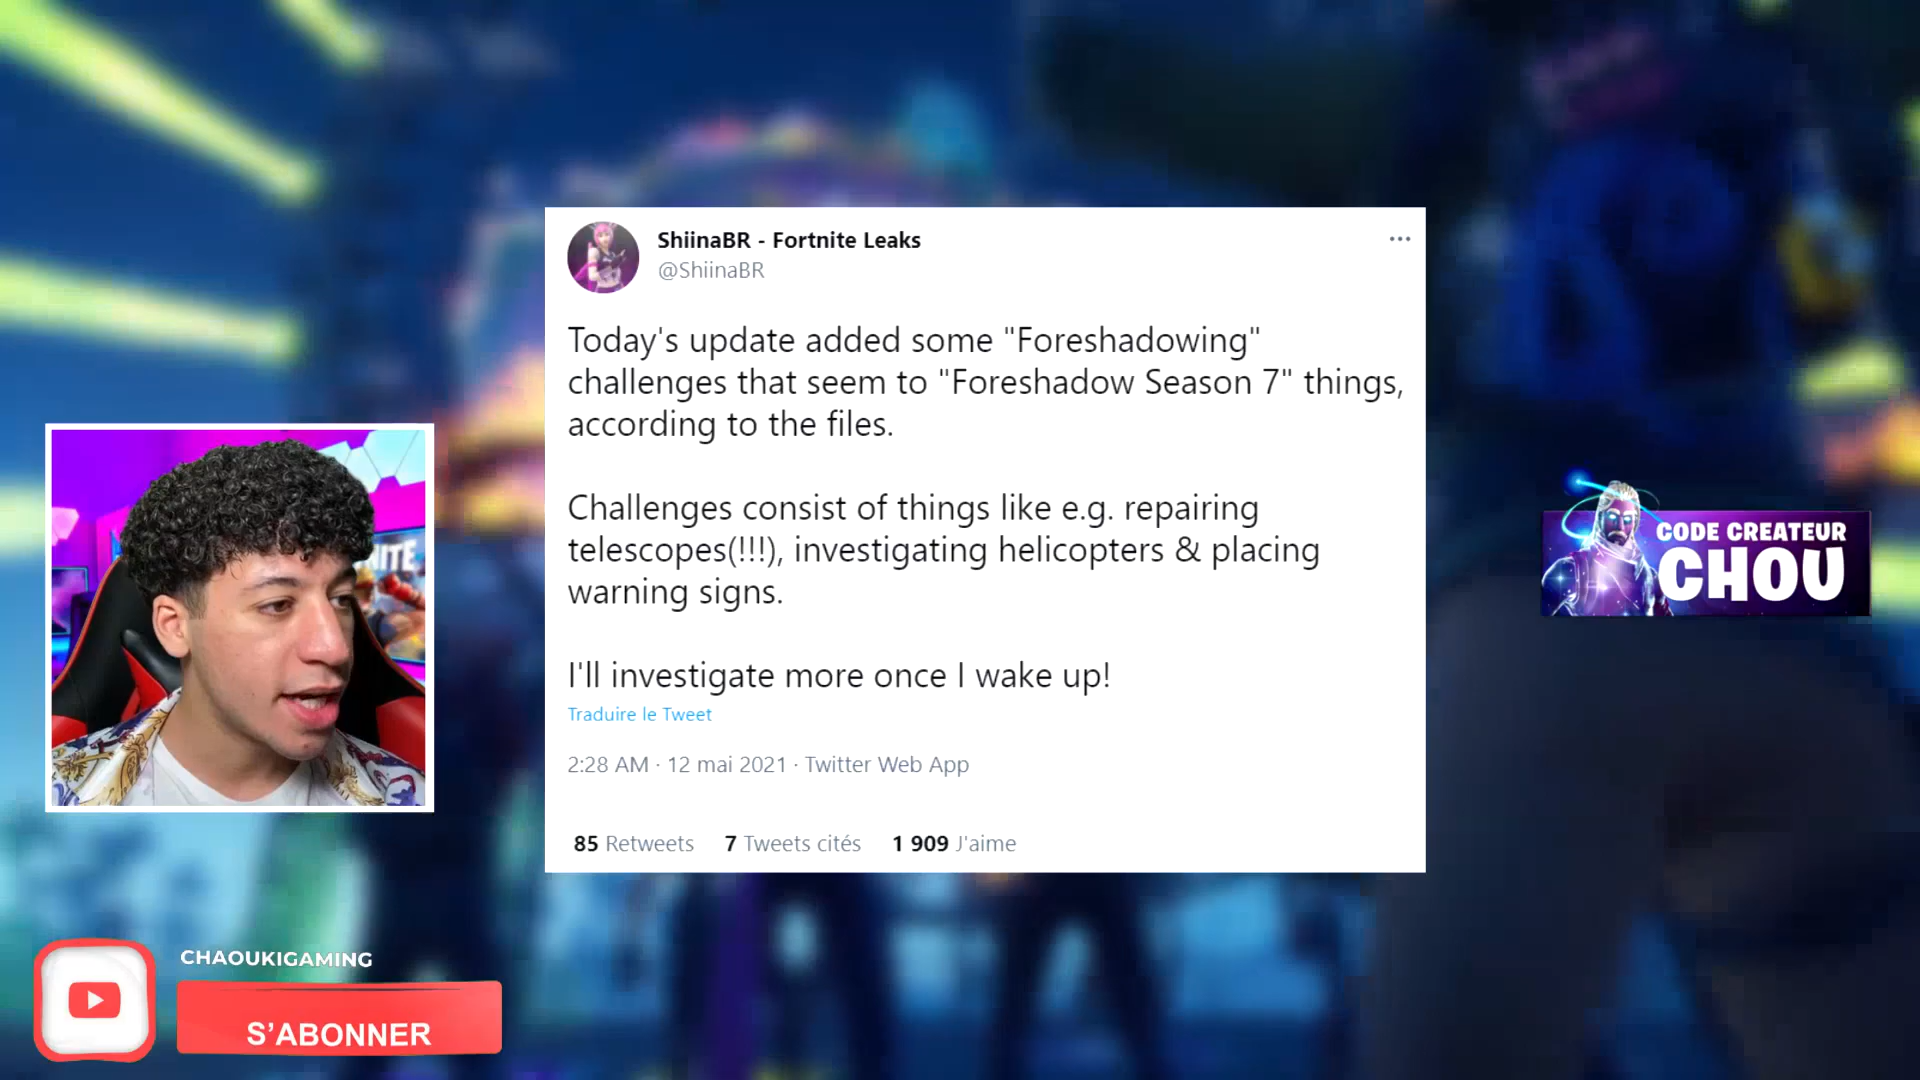 ShiinaBR - Fortnite Leaks
@ShiinaBR
Today's update added some "Foreshadowing"
challenges that seem to "Foreshadow Season 7" things,
according to the files.
Challenges consist of things like e.g. repairing
telescopes(!!!), investigating helicopters & placing
warning signs.
I'll investigate more once I wake up!
Traduire le Tweet
2:28 AM · 12 mai 2021 · Twitter Web App
85 Retweets 7 Tweets cités 1 909 J'aime
NITE
CODE CREATEUR
CHOU
CHAOUKIGAMING
S'ABONNER